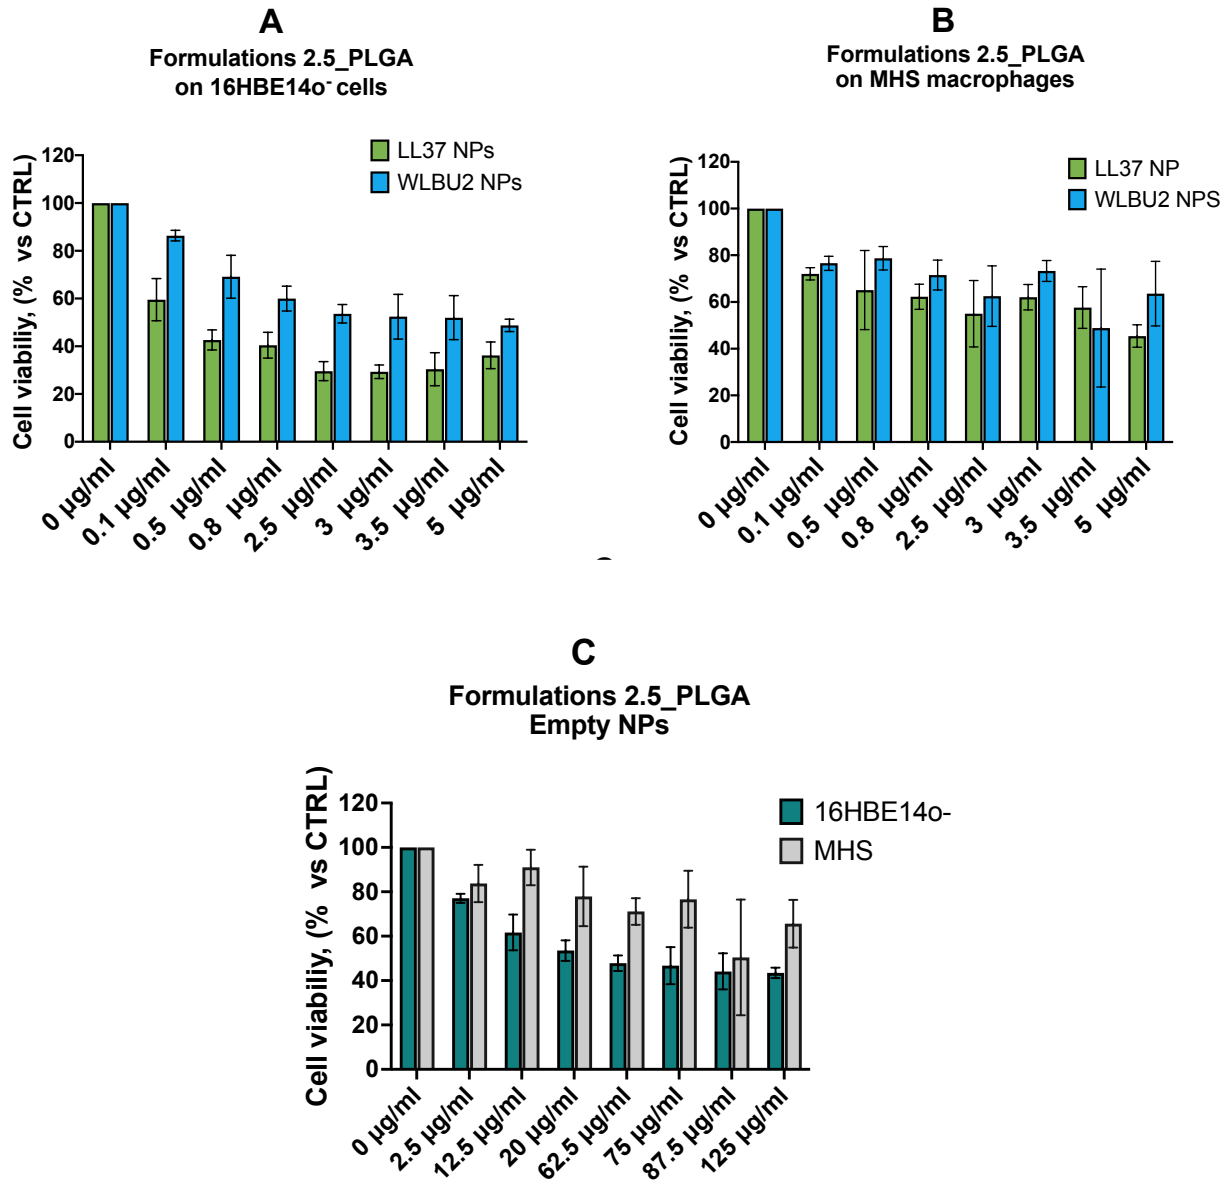 A
Formulations 2.5_PLGA
on 16HBE14o- cells
LL37 NPs
WLBU2 NPs
Cell viabiliy, (% vs CTRL)
120
100
80
60
40
20
0
0 µg/ml
0.1 µg/ml
0.5 µg/ml
0.8 µg/ml
2.5 µg/ml
3 µg/ml
3.5 µg/ml
5 µg/ml
B
Formulations 2.5_PLGA
on MHS macrophages
LL37 NP
WLBU2 NPS
Cell viabiliy, (% vs CTRL)
120
100
80
60
40
20
0
0 µg/ml
0.1 µg/ml
0.5 µg/ml
0.8 µg/ml
2.5 µg/ml
3 µg/ml
3.5 µg/ml
5 µg/ml
C
Formulations 2.5_PLGA
Empty NPs
16HBE14o-
MHS
Cell viabiliy, (% vs CTRL)
120
100
80
60
40
20
0
0 µg/ml
2.5 µg/ml
12.5 µg/ml
20 µg/ml
62.5 µg/ml
75 µg/ml
87.5 µg/ml
125 µg/ml